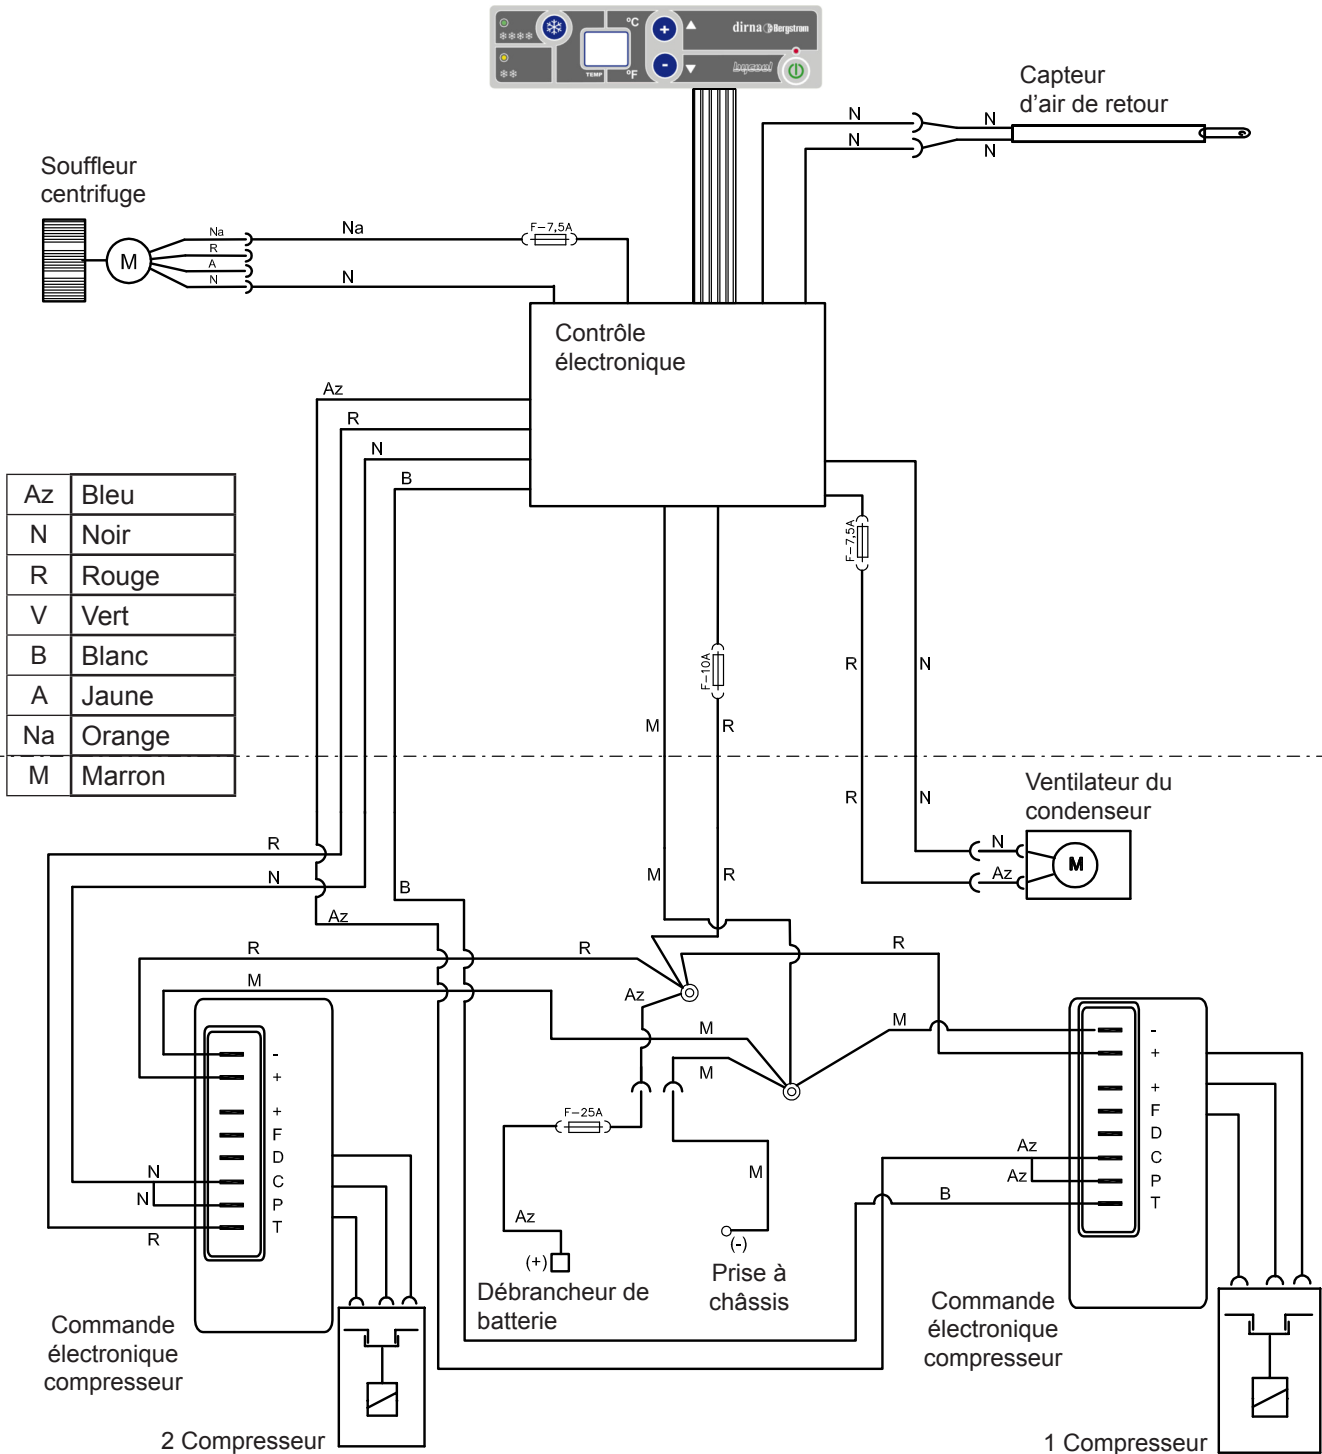 °C
dirna Bergstrom
TEMP
°F
bycool
Capteur
d'air de retour
N
N
N
N
Souffleur
centrifuge
M
Na
R
A
N
Na
N
F-7,5A
Contrôle
électronique
Az
R
N
B
Az Bleu
N Noir
R Rouge
V Vert
B Blanc
A Jaune
Na Orange
M Marron
F-7,5A
F-10A
R
N
M
R
R
N
Ventilateur du
condenseur
N
Az
M
R
N
M
R
B
Az
R
R
R
M
Az
M
M
M
-
+
+
F
D
C
P
T
N
N
R
F-25A
Az
(+)
Débrancheur de
batterie
M
(-)
Prise à
châssis
-
+
+
F
D
C
P
T
Az
Az
B
Commande
électronique
compresseur
2 Compresseur
Commande
électronique
compresseur
1 Compresseur